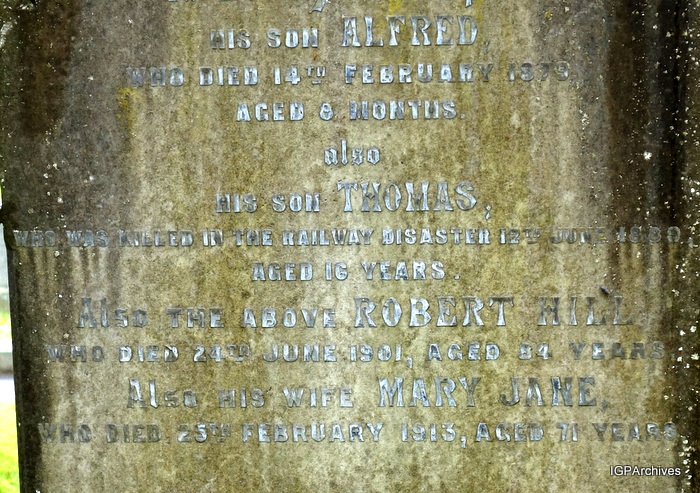 HIS SON ALFRED,
WHO DIED 14TH FEBRUARY 1879
AGED 8 MONTHS.
also
HIS SON THOMAS,
WHO WAS KILLED IN THE RAILWAY DISASTER 12TH JUNE 1889.
AGED 16 YEARS.
ALSO THE ABOVE ROBERT HILL
WHO DIED 24TH JUNE 1901, AGED 84 YEARS
ALSO HIS WIFE MARY JANE,
WHO DIED 25TH FEBRUARY 1913, AGED 71 YEARS
IGPArchives